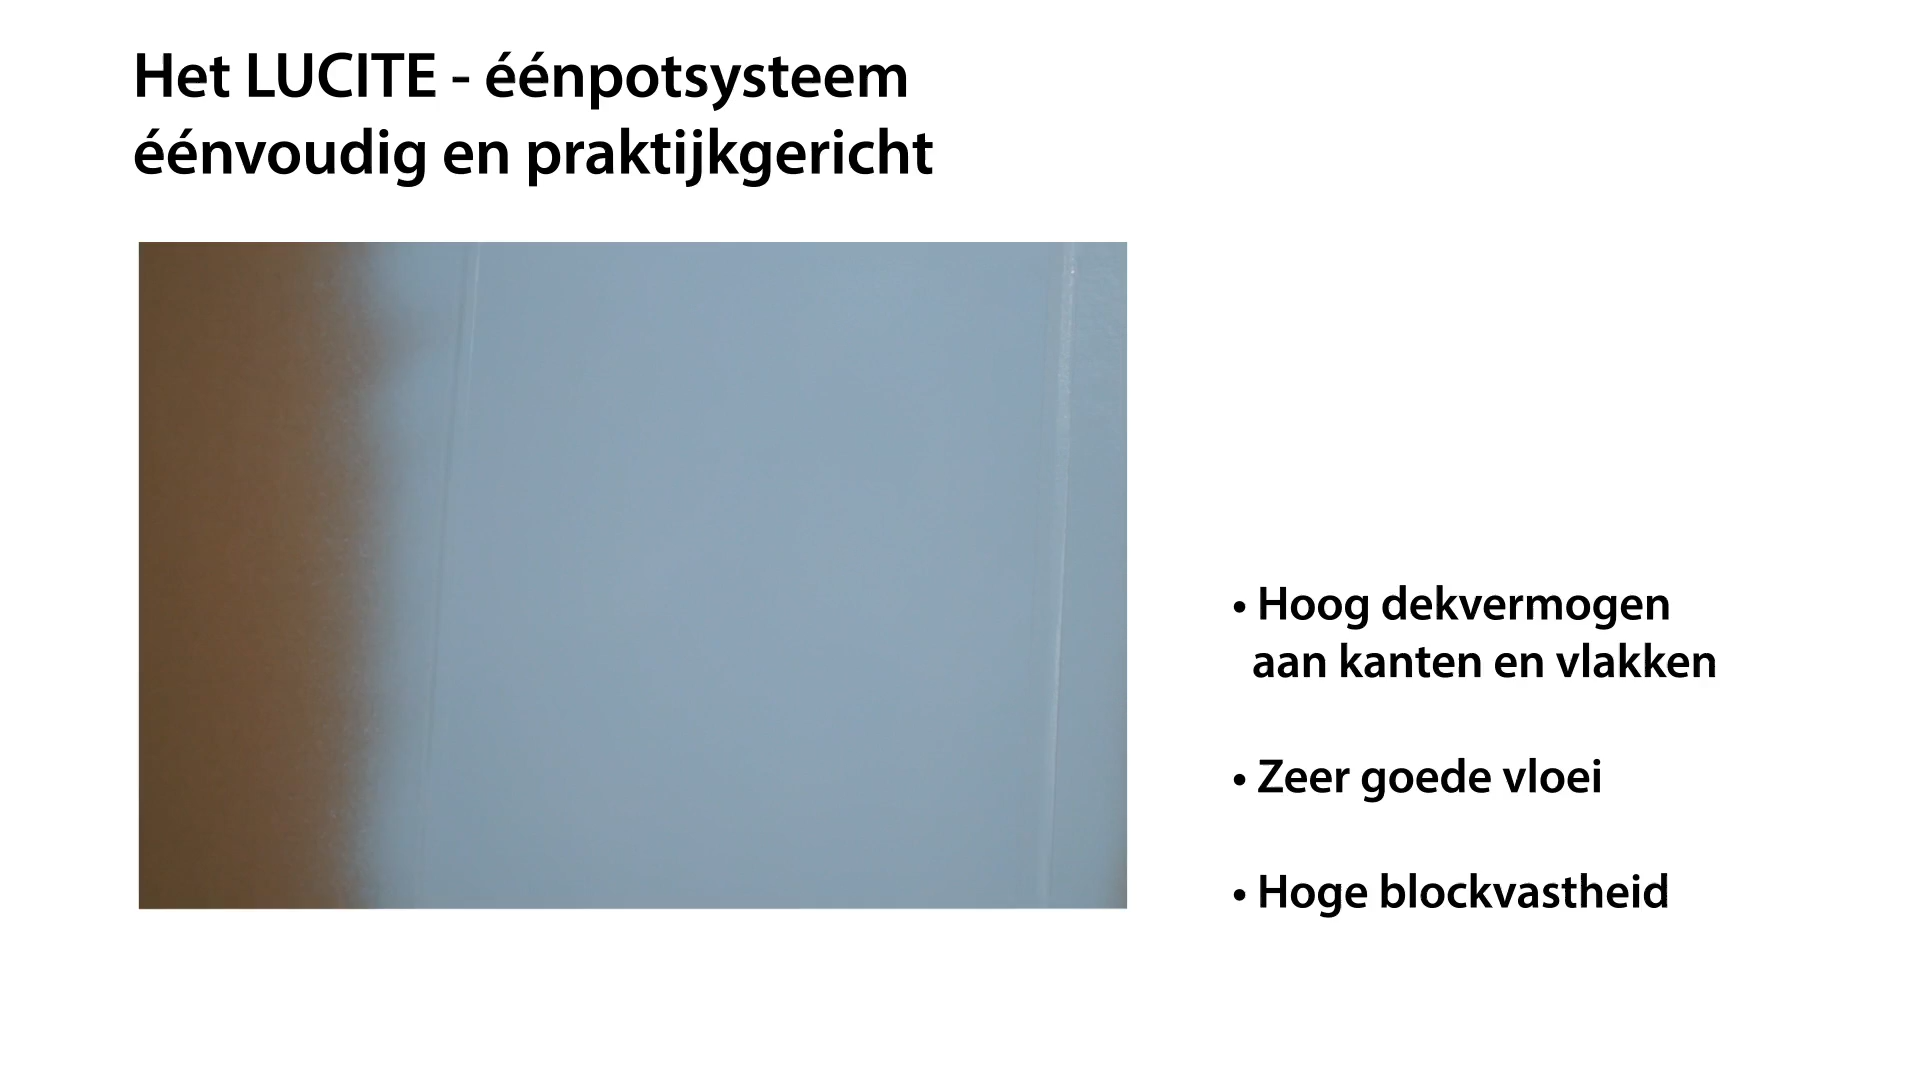 Het LUCITE - éénpotsysteem
éénvoudig en praktijkgericht
• Hoog dekvermogen
aan kanten en vlakken
• Zeer goede vloei
• Hoge blockvastheid